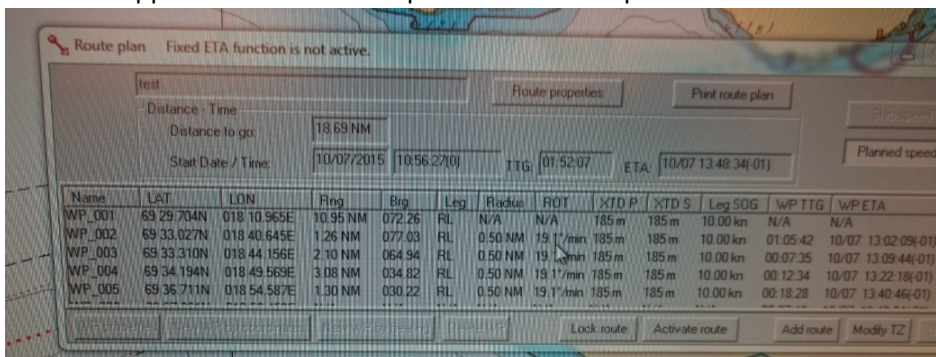 Route plan Fixed ETA function is not active.
test
Route properties
Print route plan
Distance - Time
Ship speed
Distance to go: 18.69 NM
Planned speed
Start Date / Time: 10/07/2015 10:56:27(0) TTG: 01:52:07 ETA: 10/07 13:48:34(-01)
Name LAT LON Rng Brg Leg Radius ROT XTD P XTD S Leg SOG WP TTG WP ETA
WP_001 69 29.704N 018 10.965E 10.95 NM 072.26 RL N/A N/A 185 m 185 m 10.00 kn N/A N/A
WP_002 69 33.027N 018 40.645E 1.26 NM 077.03 RL 0.50 NM 19.1°/min 185 m 185 m 10.00 kn 01:05:42 10/07 13:02:09(-01)
WP_003 69 33.310N 018 44.156E 2.10 NM 064.94 RL 0.50 NM 19.1°/min 185 m 185 m 10.00 kn 00:07:35 10/07 13:09:44(-01)
WP_004 69 34.194N 018 49.569E 3.08 NM 034.82 RL 0.50 NM 19.1°/min 185 m 185 m 10.00 kn 00:12:34 10/07 13:22:18(-01)
WP_005 69 36.711N 018 54.587E 1.30 NM 030.22 RL 0.50 NM 19.1°/min 185 m 185 m 10.00 kn 00:18:28 10/07 13:40:46(-01)
Lock route Activate route Add route Modify TZ